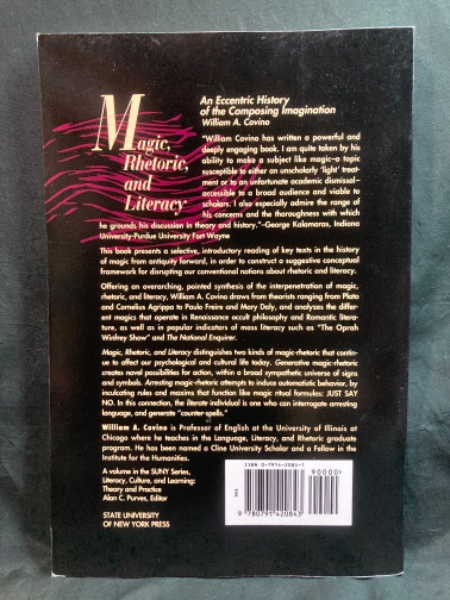 Magic,
Rhetoric,
and
Literacy
An Eccentric History
of the Composing Imagination
William A. Covino
"William Covino has written a powerful and
deeply engaging book. I am quite taken by his
ability to make a subject like magic—a topic
susceptible to either an unscholarly 'light' treat-
ment or to an unfortunate academic dismissal—
accessible to a broad audience and viable to
scholars. I also especially admire the range of
his concerns and the thoroughness with which
he grounds his discussion in theory and history."—George Kalamaras, Indiana
University-Purdue University Fort Wayne
This book presents a selective, introductory reading of key texts in the history
of magic from antiquity forward, in order to construct a suggestive conceptual
framework for disrupting our conventional notions about rhetoric and literacy.
Offering an overarching, pointed synthesis of the interpenetration of magic,
rhetoric, and literacy, William A. Covino draws from theorists ranging from Plato
and Cornelius Agrippa to Paulo Freire and Mary Daly, and analyzes the differ-
ent magics that operate in Renaissance occult philosophy and Romantic litera-
ture, as well as in popular indicators of mass literacy such as "The Oprah
Winfrey Show" and The National Enquirer.
Magic, Rhetoric, and Literacy distinguishes two kinds of magic-rhetoric that contin-
ue to affect our psychological and cultural life today. Generative magic-rhetoric
creates novel possibilities for action, within a broad sympathetic universe of signs
and symbols. Arresting magic-rhetoric attempts to induce automatistic behavior, by
inculcating rules and maxims that function like magic ritual formulas: JUST SAY
NO. In this connection, the literate individual is one who can interrogate arresting
language, and generate "counter-spells."
William A. Covino is Professor of English at the University of Illinois at
Chicago where he teaches in the Language, Literacy, and Rhetoric graduate
program. He has been named a Cline University Scholar and a Fellow in the
Institute for the Humanities.
A volume in the SUNY Series,
Literacy, Culture, and Learning:
Theory and Practice
Alan C. Purves, Editor
STATE UNIVERSITY
OF NEW YORK PRESS
ISBN 0-7914-2084-1
90000>
9 780791 420843